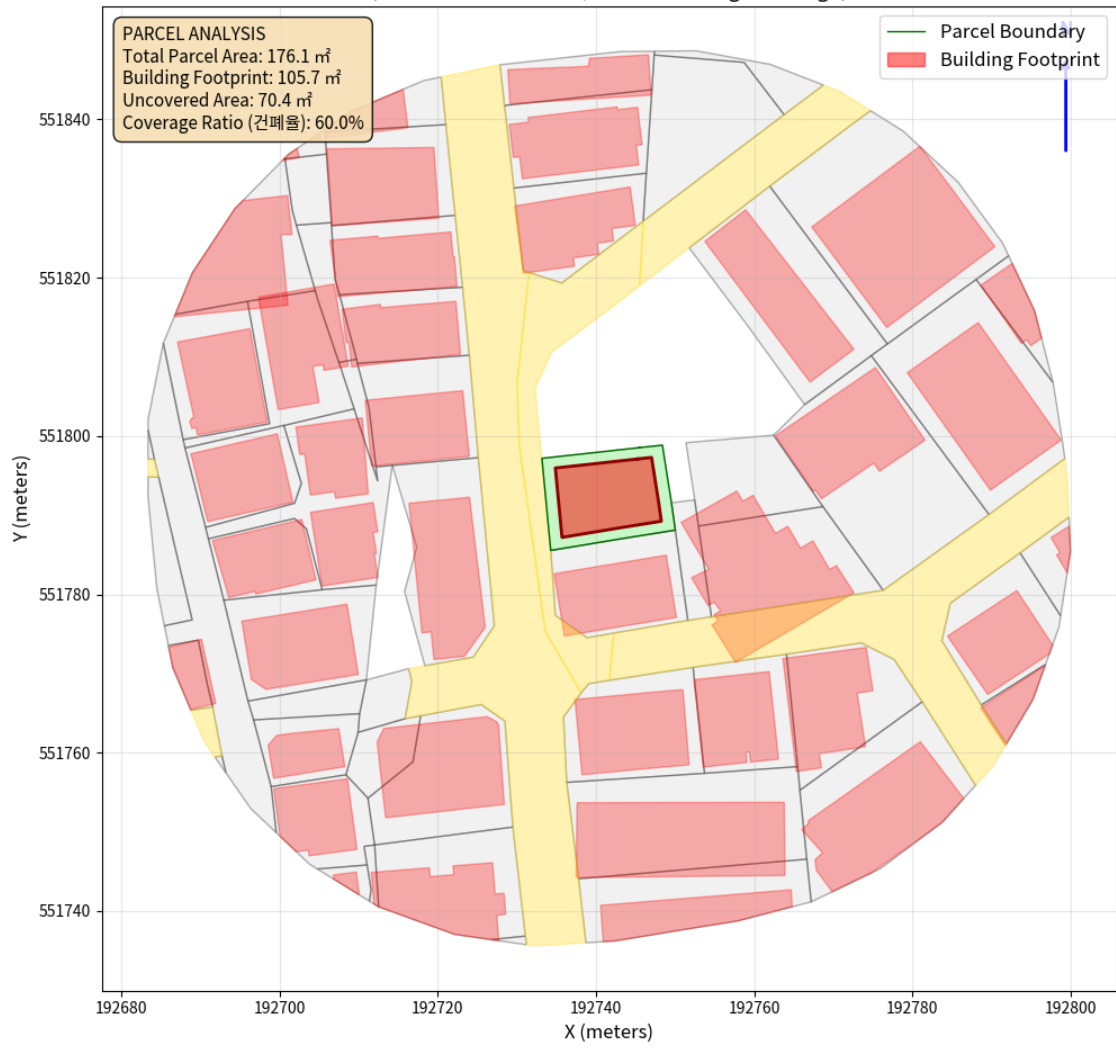 PARCEL ANALYSIS
Total Parcel Area: 176.1 ㎡
Building Footprint: 105.7 ㎡
Uncovered Area: 70.4 ㎡
Coverage Ratio (건폐율): 60.0%
Parcel Boundary
Building Footprint
N
551840
551820
551800
551780
551760
551740
Y (meters)
192680
192700
192720
192740
192760
192780
192800
X (meters)